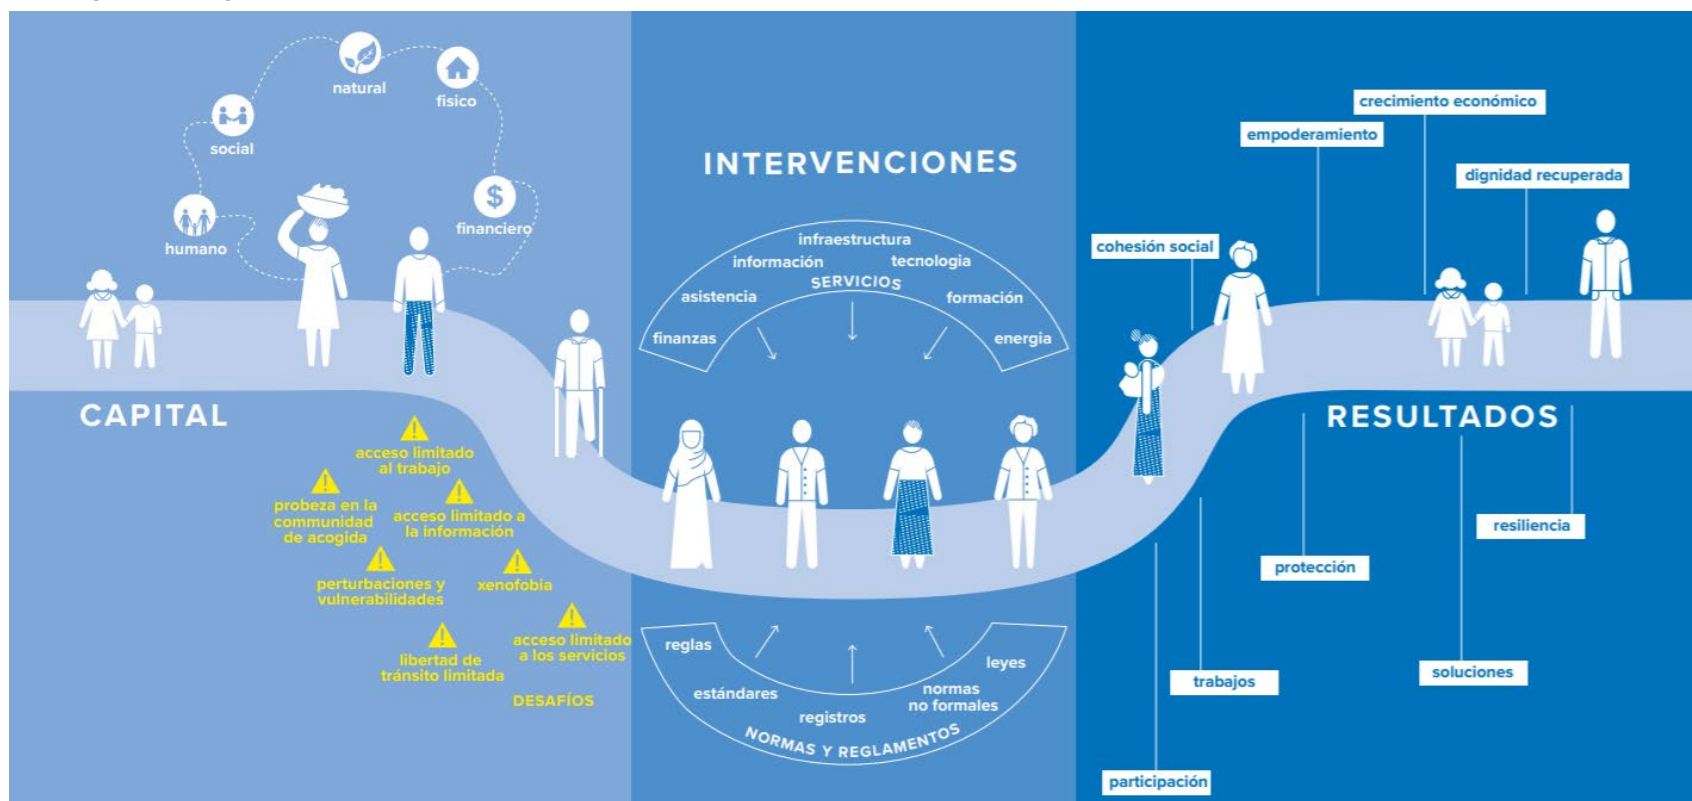 natural
fisico
social
$
financiero
humano
CAPITAL
acceso limitado
al trabajo
probeza en la
communidad
de acogida
acceso limitado a
la información
perturbaciones y
vulnerabilidades
xenofobia
libertad de
tránsito limitada
acceso limitado
a los servicios
DESAFÍOS
INTERVENCIONES
infraestructura
información
tecnologia
SERVICIOS
asistencia
formación
finanzas
energia
reglas
leyes
estándares
normas
no formales
registros
NORMAS Y REGLAMENTOS
crecimiento económico
empoderamiento
dignidad recuperada
cohesión social
RESULTADOS
resiliencia
protección
soluciones
trabajos
participación